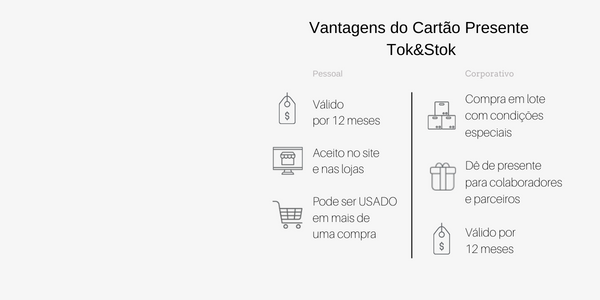 Vantagens do Cartão Presente
Tok&Stok
Pessoal
Válido
por 12 meses
Aceito no site
e nas lojas
Pode ser USADO
em mais de
uma compra
Corporativo
Compra em lote
com condições
especiais
Dê de presente
para colaboradores
e parceiros
Válido por
12 meses